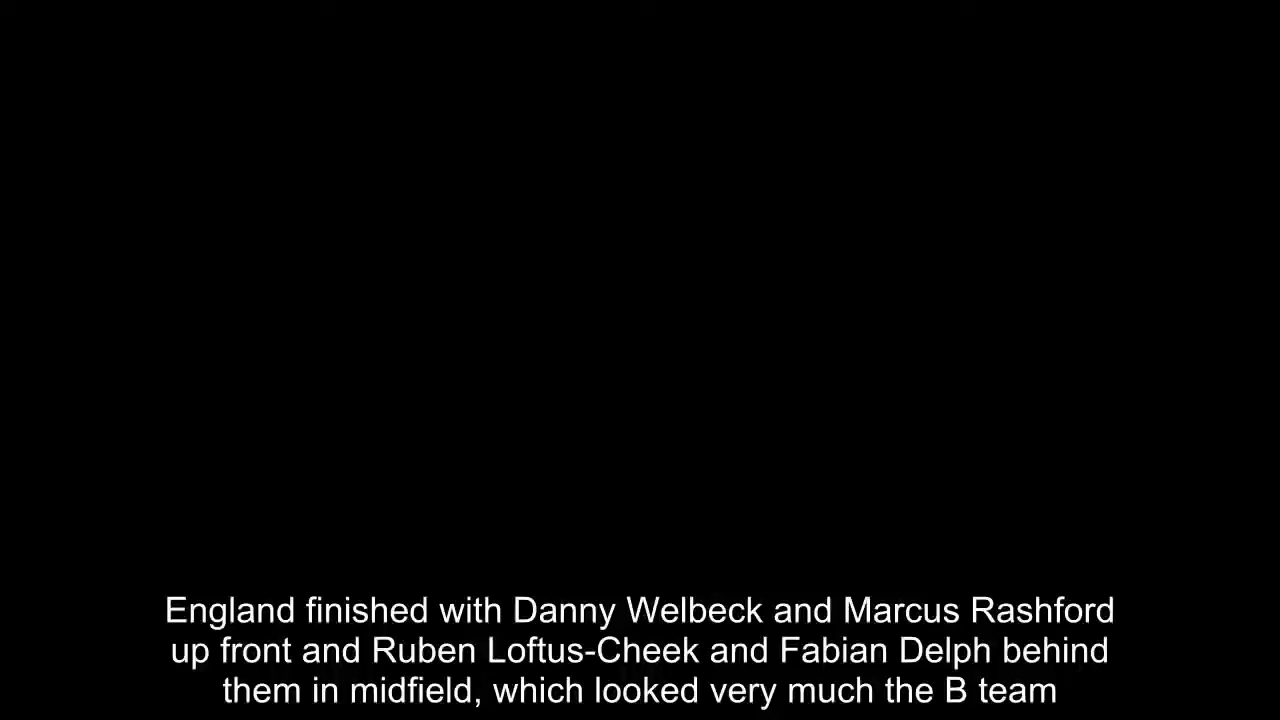 England finished with Danny Welbeck and Marcus Rashford
up front and Ruben Loftus-Cheek and Fabian Delph behind
them in midfield, which looked very much the B team